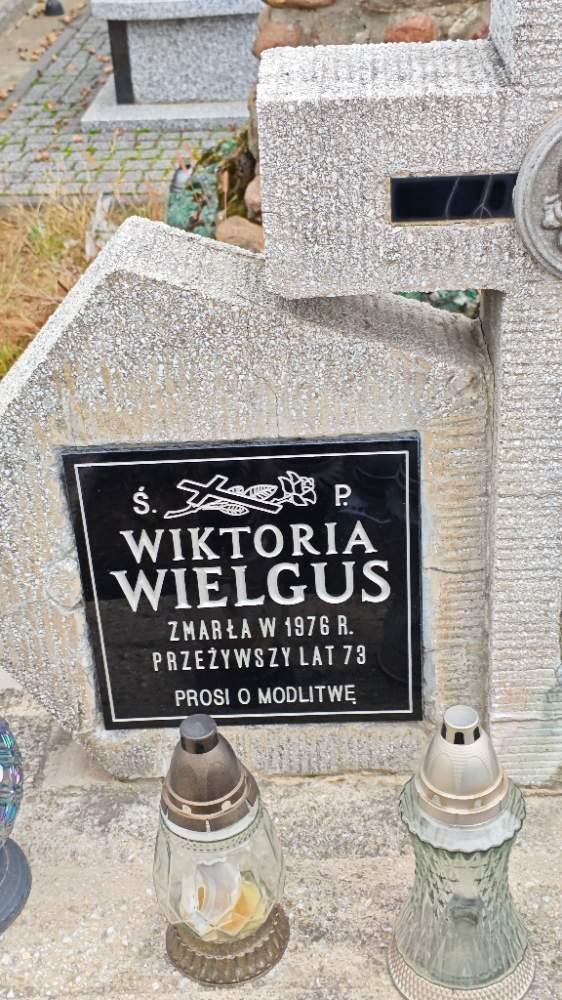 Ś. P.
WIKTORIA
WIELGUS
ZMARŁA W 1976 R.
PRZEŻYWSZY LAT 73
PROSI O MODLITWĘ